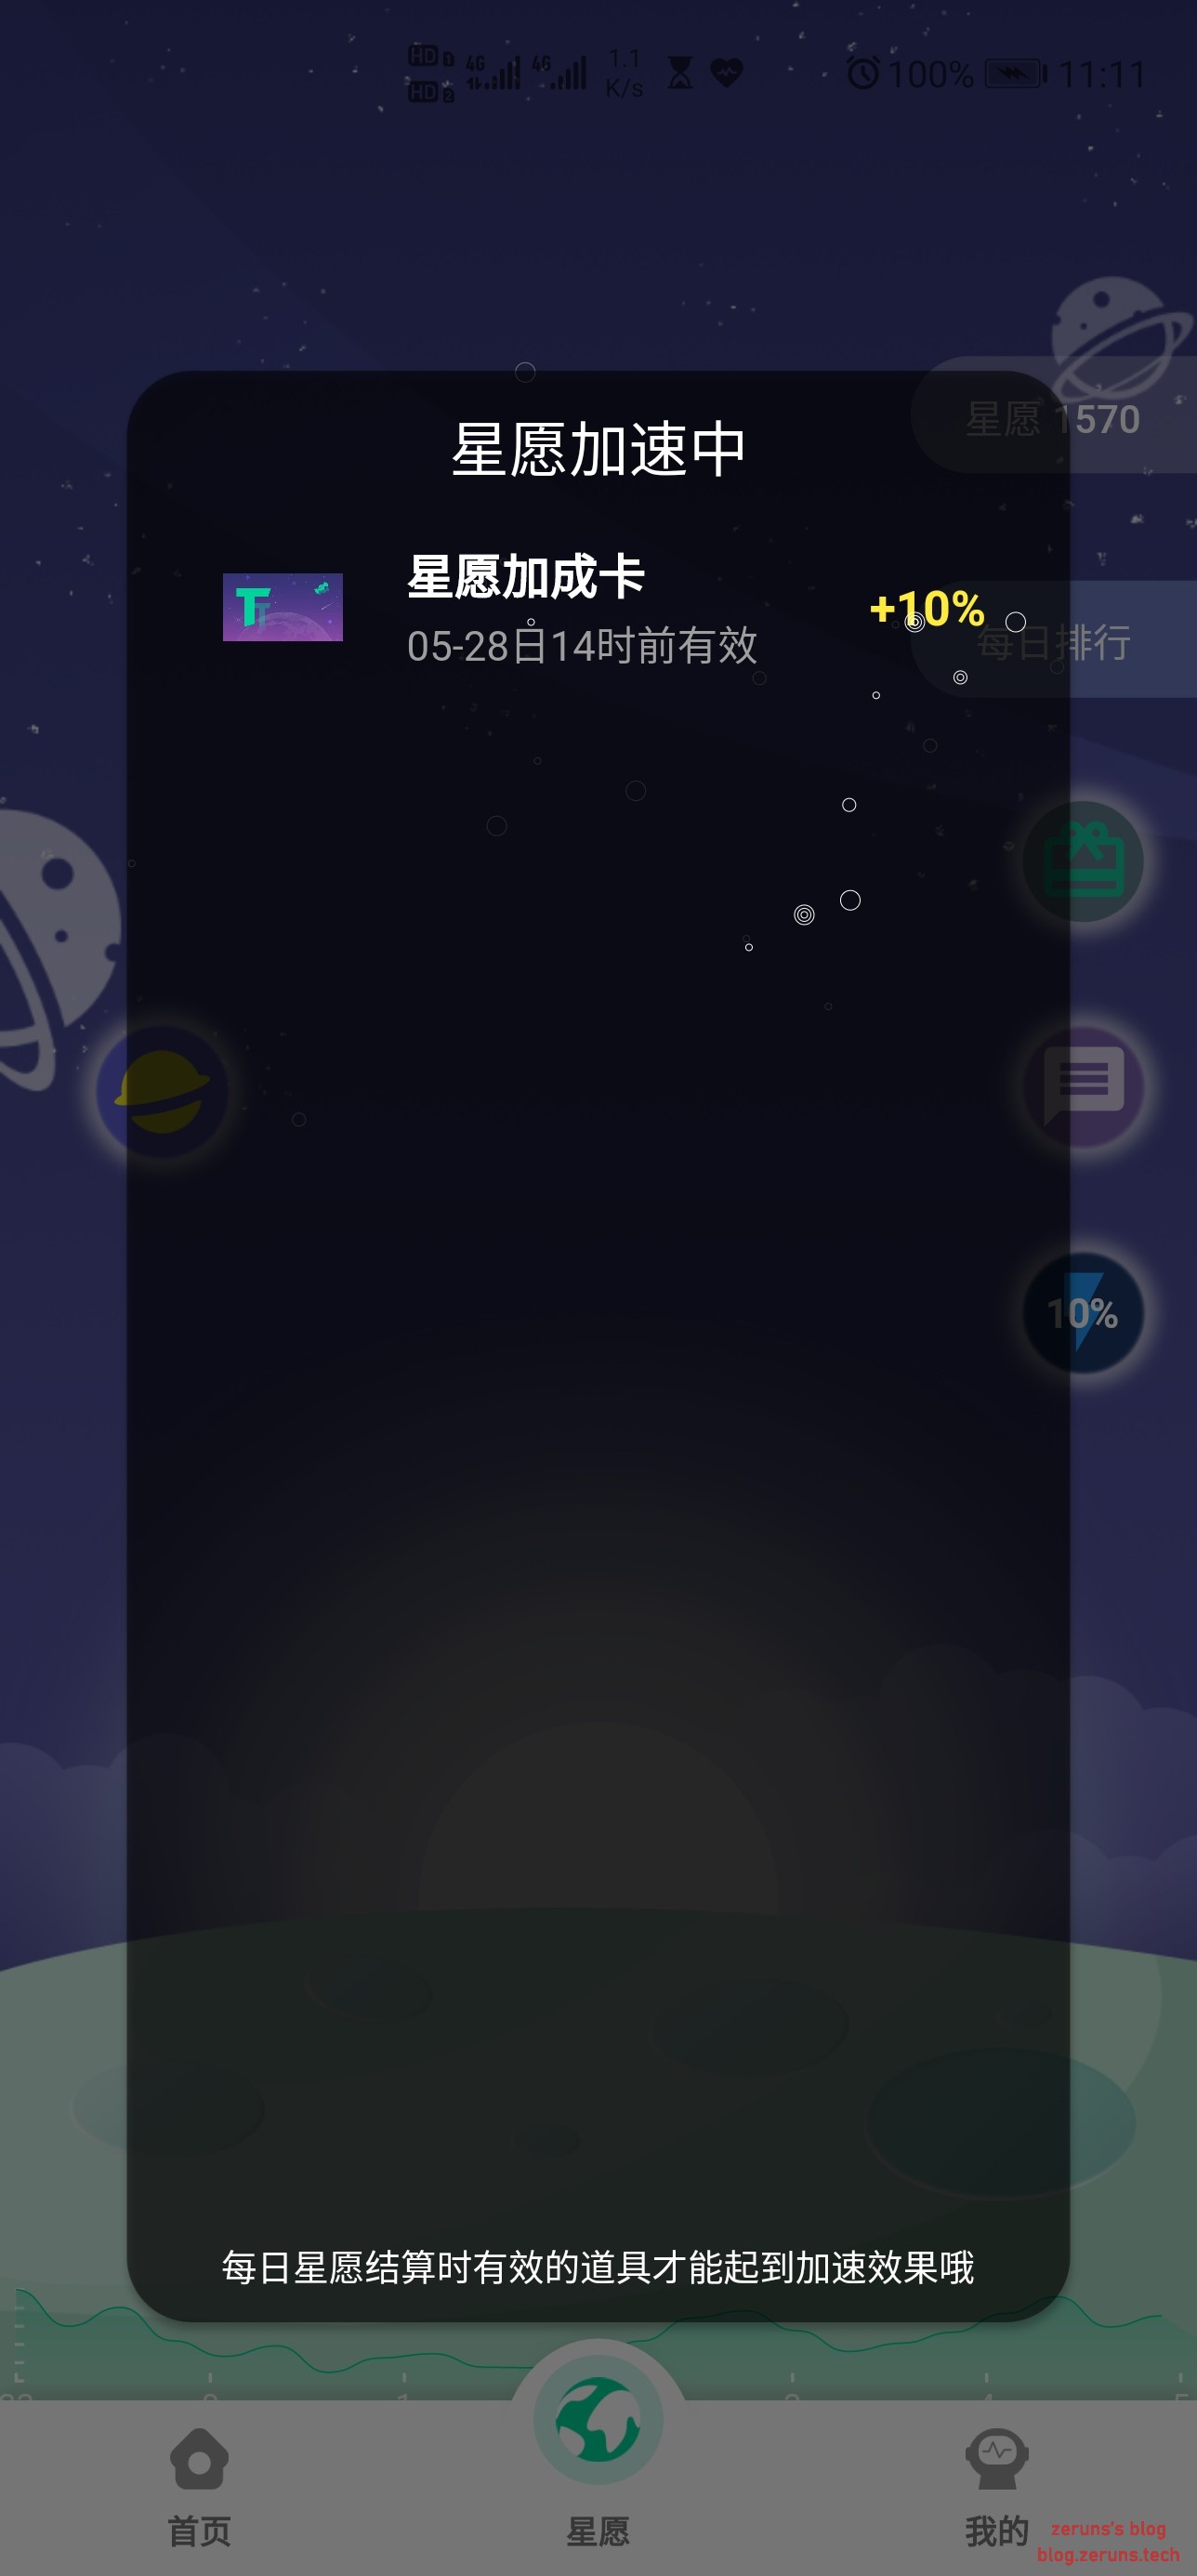 HD 1 4G 4G 1.1 100% 11:11
HD 2 K/s
星愿加速中
星愿 1570
星愿加成卡
+10%
05-28日14时前有效
每日排行
10%
每日星愿结算时有效的道具才能起到加速效果哦
首页
星愿
我的
zeruns's blog
blog.zeruns.tech